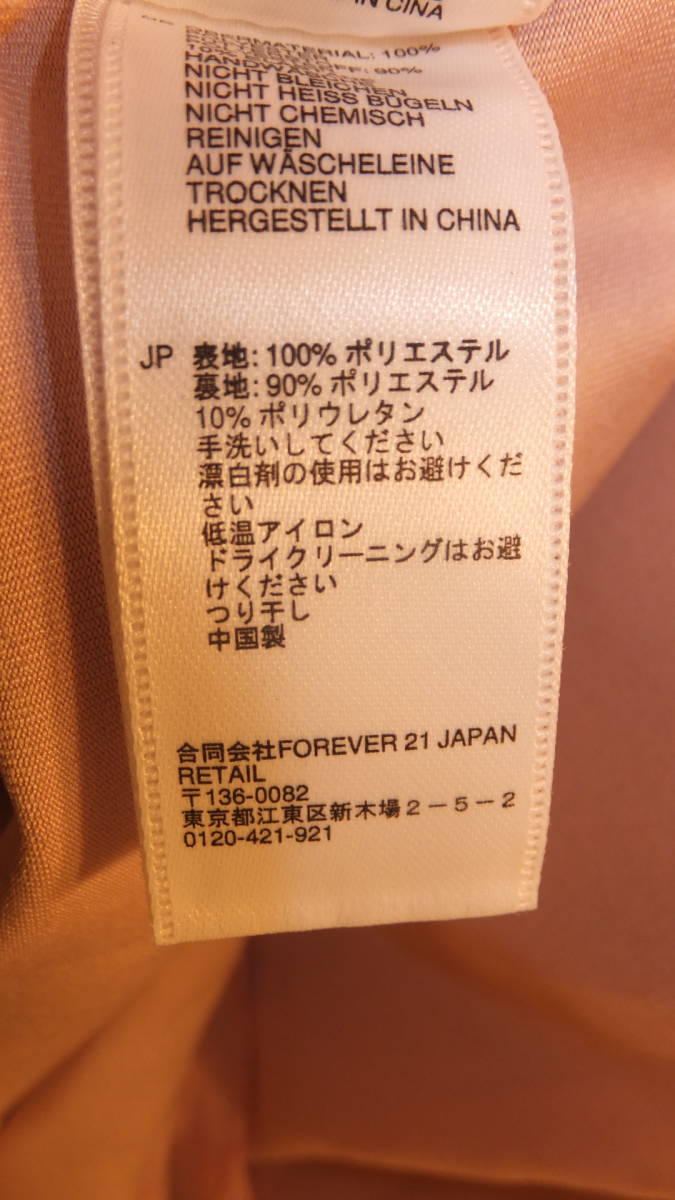 IN CINA
OBERMATERIAL: 100%
HANDWÄSCHE
NICHT BLEICHEN
NICHT HEISS BÜGELN
NICHT CHEMISCH
REINIGEN
AUF WÄSCHELEINE
TROCKNEN
HERGESTELLT IN CHINA
JP 表地: 100% ポリエステル
裏地: 90% ポリエステル
10% ポリウレタン
手洗いしてください
漂白剤の使用はお避けくだ
さい
低温アイロン
ドライクリーニングはお避
けください
つり干し
中国製
合同会社FOREVER 21 JAPAN
RETAIL
〒136-0082
東京都江東区新木場2-5-2
0120-421-921